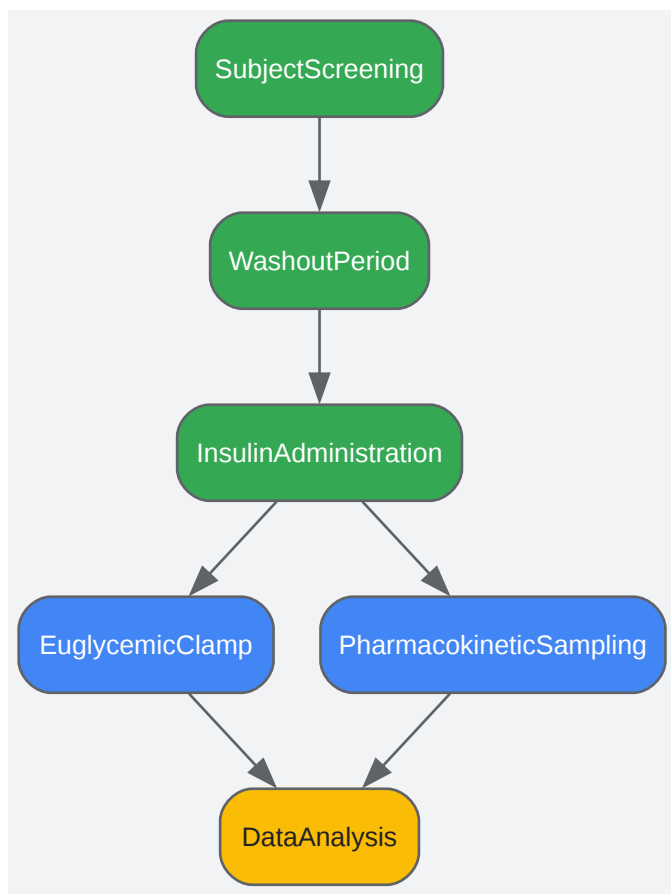 SubjectScreening
WashoutPeriod
InsulinAdministration
EuglycemicClamp
PharmacokineticSampling
DataAnalysis